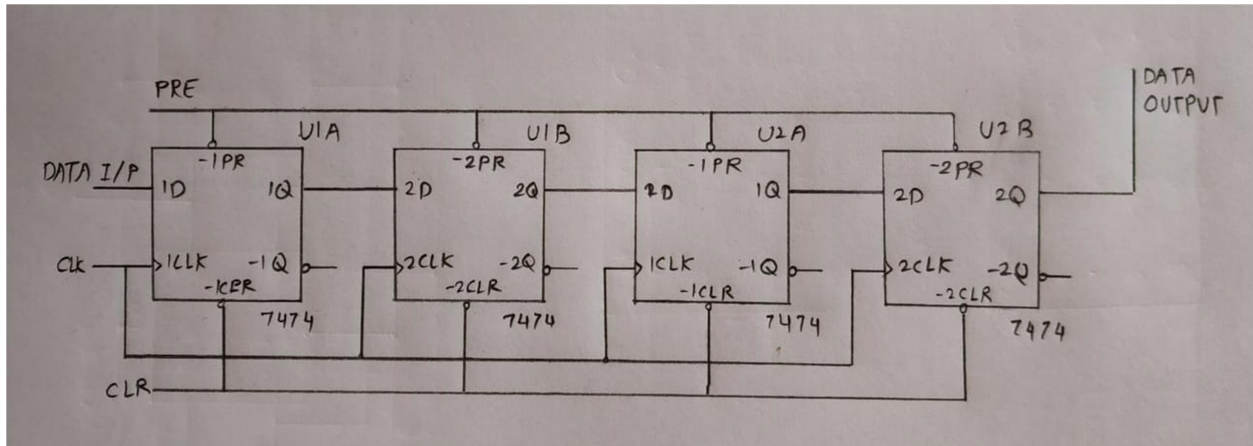 PRE
DATA
OUTPUT
U1A
U1B
U2A
U2B
-1PR
-2PR
-1PR
-2PR
DATA I/P
1D
1Q
2D
2Q
2D
1Q
2D
2Q
CLK
1CLK
-1Q
2CLK
-2Q
1CLK
-1Q
2CLK
-2Q
-2CLR
-1CLR
-2CLR
7474
7474
7474
7474
CLR